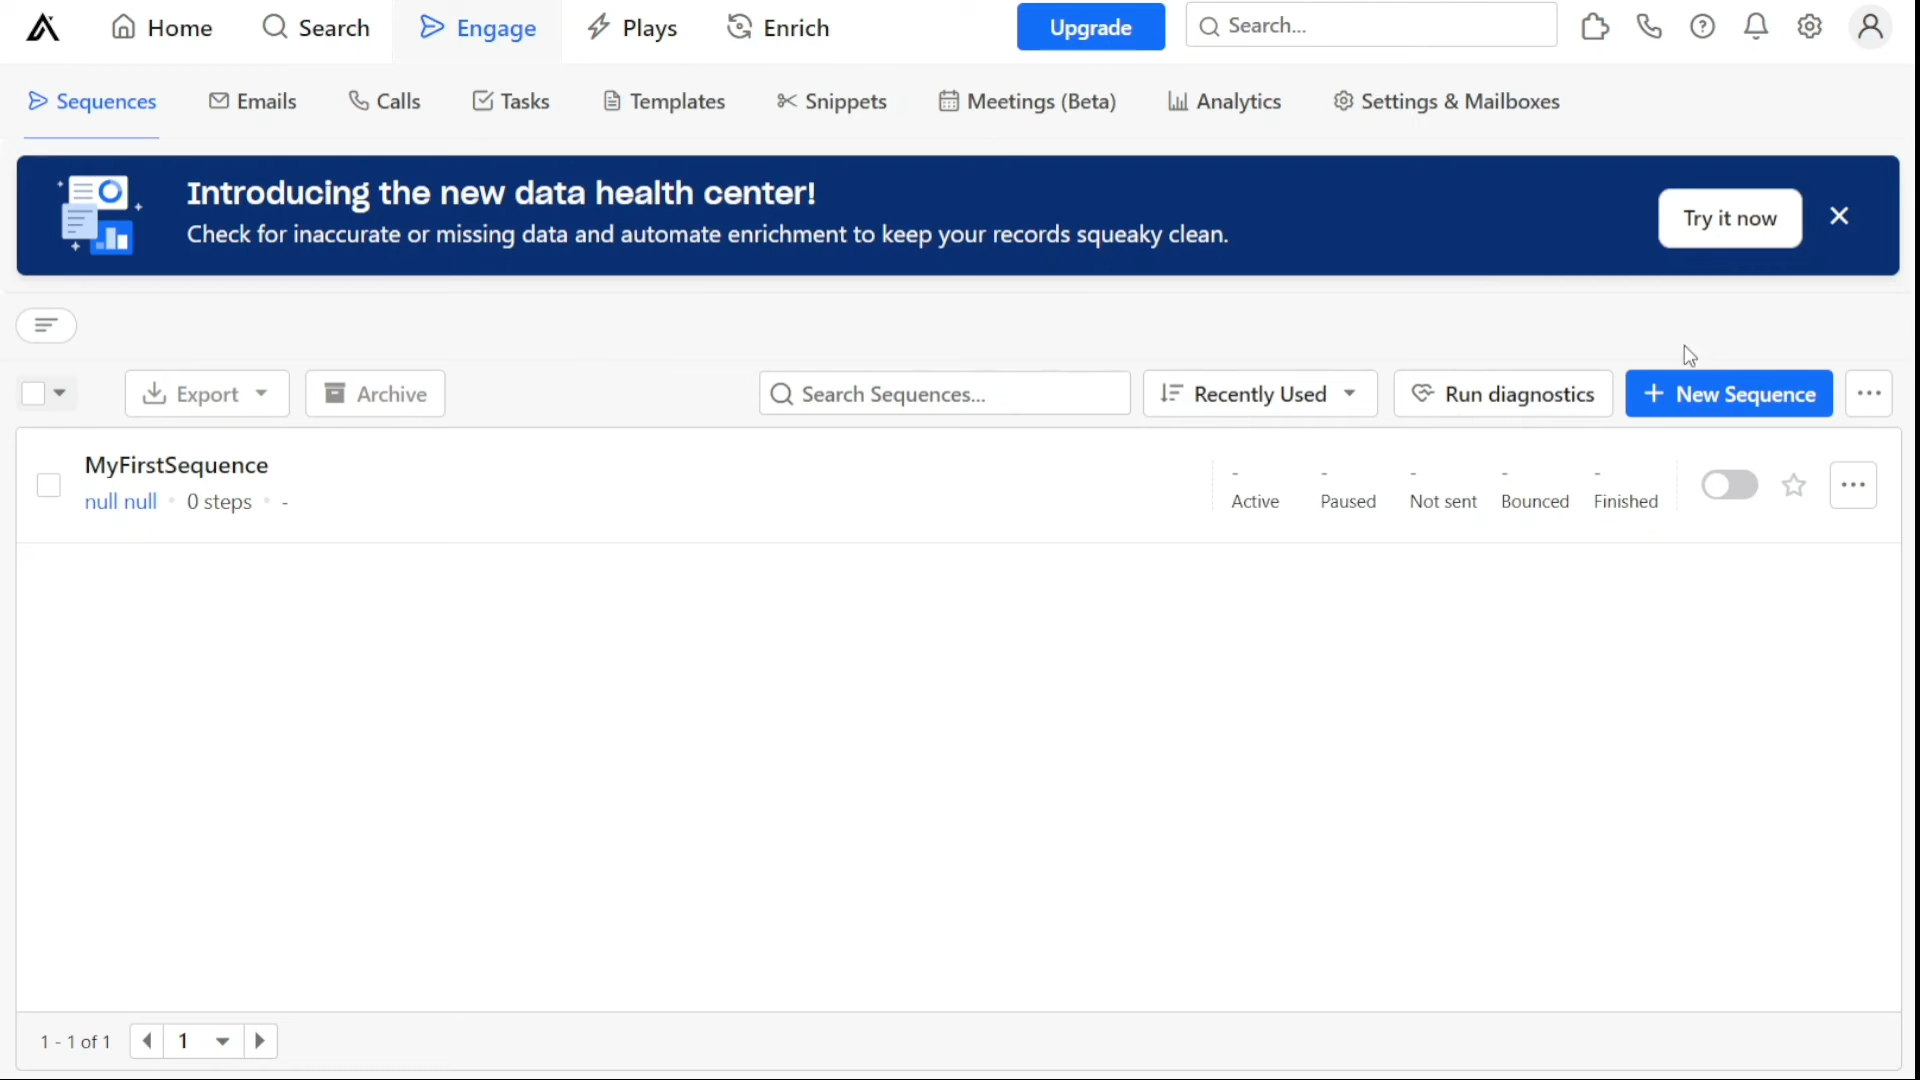 Home
Search
Engage
Plays
Enrich
Upgrade
Search...
Sequences
Emails
Calls
Tasks
Templates
Snippets
Meetings (Beta)
Analytics
Settings & Mailboxes
Introducing the new data health center!
Check for inaccurate or missing data and automate enrichment to keep your records squeaky clean.
Try it now
Export
Archive
Search Sequences...
Recently Used
Run diagnostics
+ New Sequence
MyFirstSequence
null null • 0 steps • -
- - - - -
Active
Paused
Not sent
Bounced
Finished
1 - 1 of 1
1